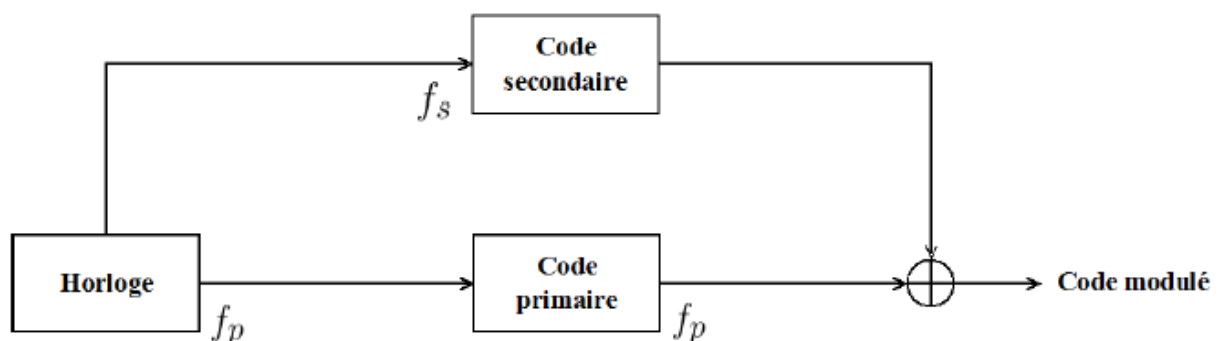 Code
secondaire
f_s
Horloge
f_p
Code
primaire
f_p
Code modulé